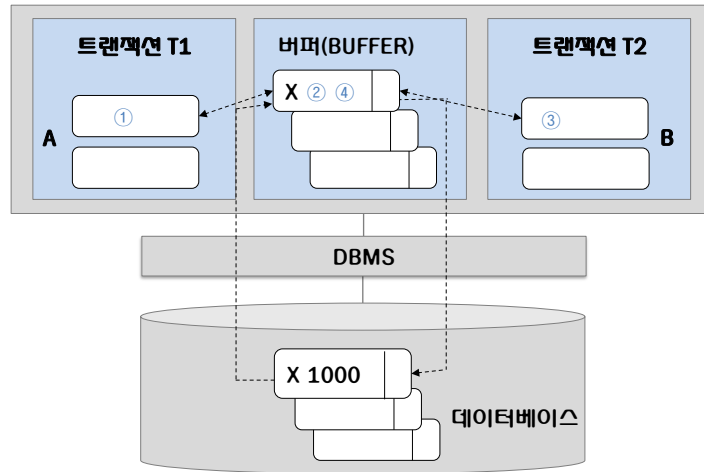 트랜잭션 T1
버퍼(BUFFER)
트랜잭션 T2
A
①
X ② ④
③
B
DBMS
X 1000
데이터베이스